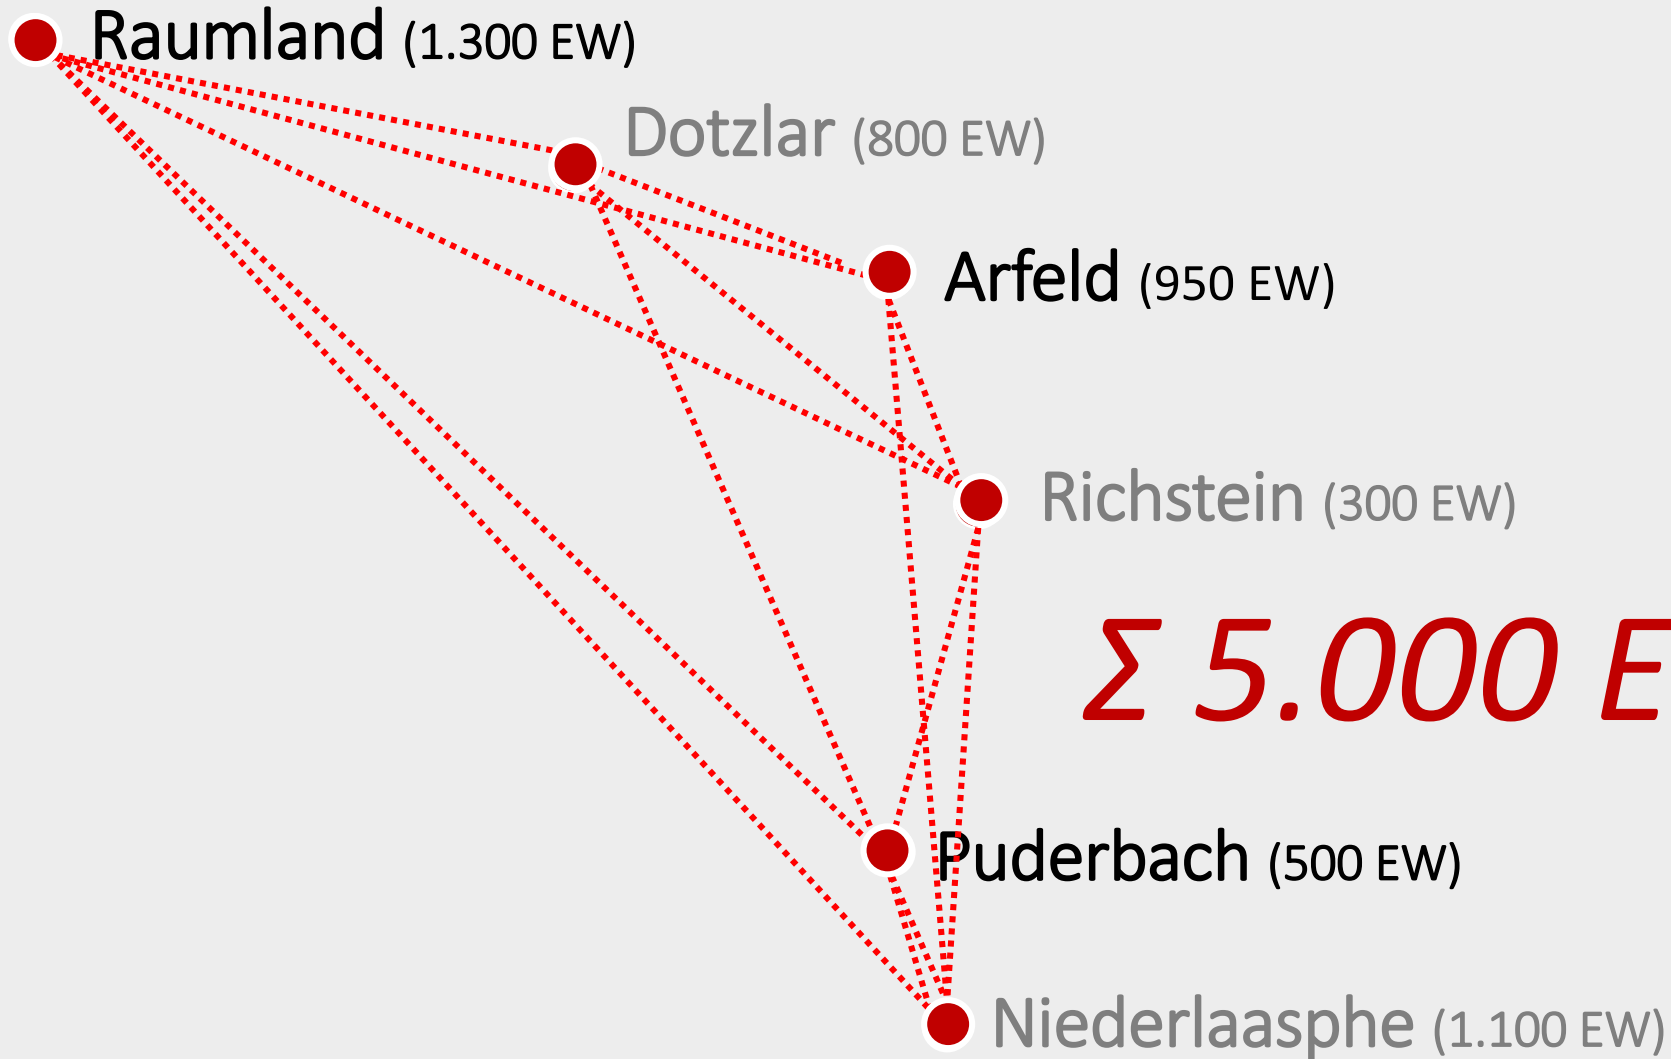 Raumland (1.300 EW)
Dotzlar (800 EW)
Arfeld (950 EW)
Richstein (300 EW)
Σ 5.000 E
Puderbach (500 EW)
Niederlaasphe (1.100 EW)